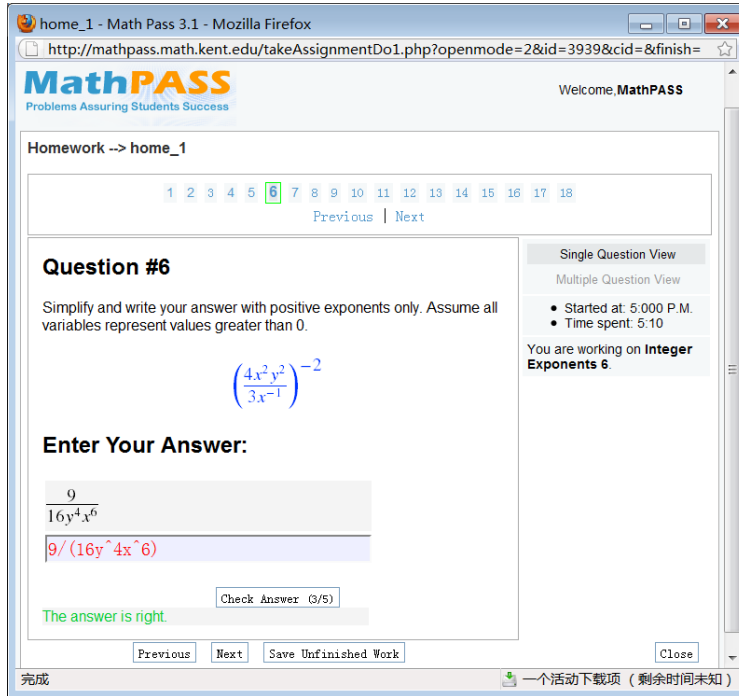 home_1 - Math Pass 3.1 - Mozilla Firefox
http://mathpass.math.kent.edu/takeAssignmentDo1.php?openmode=2&id=3939&cid=&finish=
MathPASS
Problems Assuring Students Success
Welcome,MathPASS
Homework --> home_1
1 2 3 4 5 6 7 8 9 10 11 12 13 14 15 16 17 18
Previous | Next
Question #6
Simplify and write your answer with positive exponents only. Assume all
variables represent values greater than 0.
(4x²y²/3x⁻¹)⁻²
Enter Your Answer:
9/16y⁴x⁶
9/(16y^4x^6)
Check Answer (3/5)
The answer is right.
Single Question View
Multiple Question View
• Started at: 5:000 P.M.
• Time spent: 5:10
You are working on Integer
Exponents 6.
Previous Next Save Unfinished Work Close
完成
一个活动下载项（剩余时间未知）